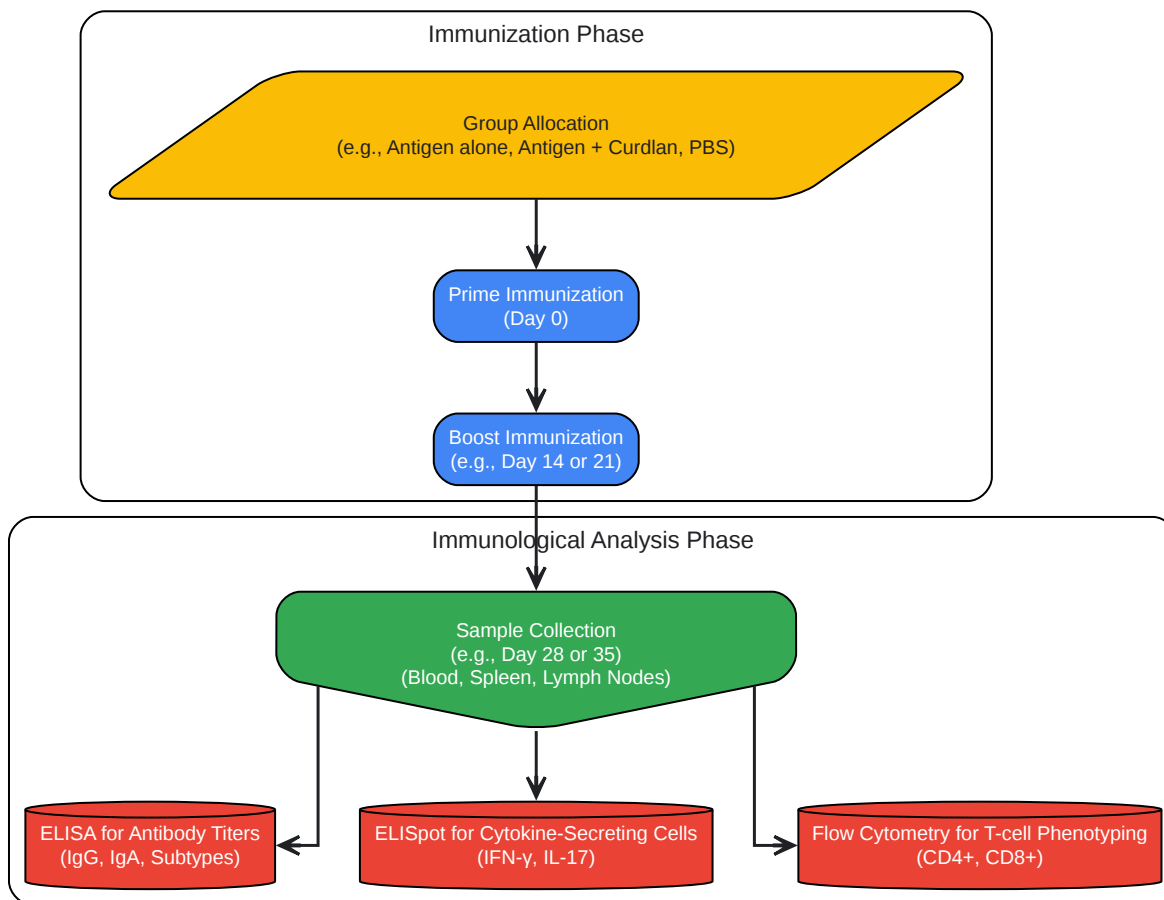 Immunization Phase
Group Allocation
(e.g., Antigen alone, Antigen + Curdlan, PBS)
Prime Immunization
(Day 0)
Boost Immunization
(e.g., Day 14 or 21)
Immunological Analysis Phase
Sample Collection
(e.g., Day 28 or 35)
(Blood, Spleen, Lymph Nodes)
ELISA for Antibody Titers
(IgG, IgA, Subtypes)
ELISpot for Cytokine-Secreting Cells
(IFN-γ, IL-17)
Flow Cytometry for T-cell Phenotyping
(CD4+, CD8+)